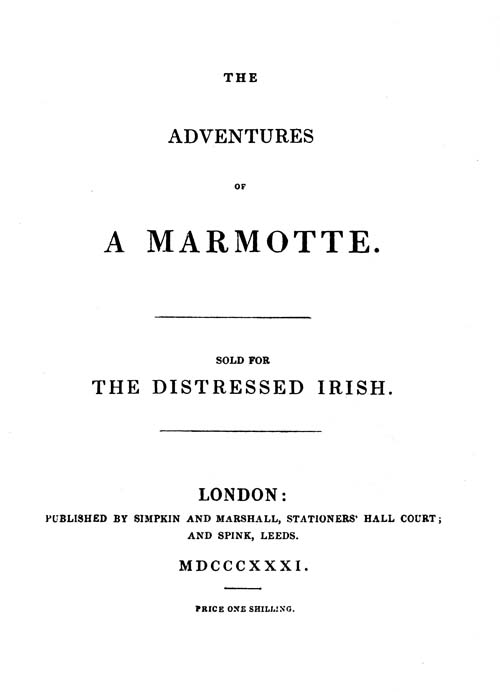 THE
ADVENTURES
OF
A MARMOTTE.
SOLD FOR
THE DISTRESSED IRISH.
LONDON:
PUBLISHED BY SIMPKIN AND MARSHALL, STATIONERS' HALL COURT;
AND SPINK, LEEDS.
MDCCCXXXI.
PRICE ONE SHILLING.